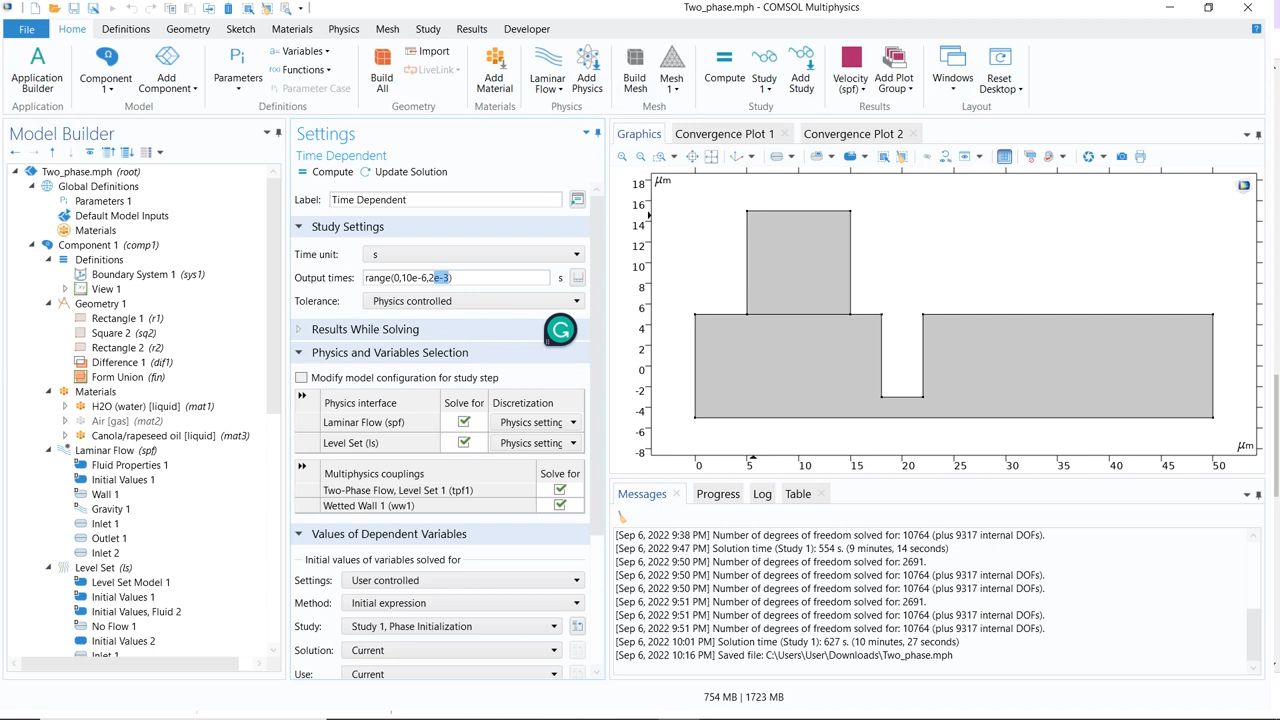 Two_phase.mph - COMSOL Multiphysics
File Home Definitions Geometry Sketch Materials Physics Mesh Study Results Developer
Application Builder
Application
Component 1
Add Component
Model
Parameters
a= Variables
f(x) Functions
Pi Parameter Case
Definitions
Build All
Import
LiveLink
Geometry
Add Material
Materials
Laminar Flow
Add Physics
Physics
Build Mesh
Mesh 1
Mesh
Compute
Study 1
Add Study
Study
Velocity (spf)
Add Plot Group
Results
Windows
Reset Desktop
Layout
Model Builder
Two_phase.mph (root)
Global Definitions
Pi Parameters 1
Default Model Inputs
Materials
Component 1 (comp1)
Definitions
Boundary System 1 (sys1)
View 1
Geometry 1
Rectangle 1 (r1)
Square 2 (sq2)
Rectangle 2 (r2)
Difference 1 (dif1)
Form Union (fin)
Materials
H2O (water) [liquid] (mat1)
Air [gas] (mat2)
Canola/rapeseed oil [liquid] (mat3)
Laminar Flow (spf)
Fluid Properties 1
Initial Values 1
Wall 1
Gravity 1
Inlet 1
Outlet 1
Inlet 2
Level Set (ls)
Level Set Model 1
Initial Values 1
Initial Values, Fluid 2
No Flow 1
Initial Values 2
Inlet 1
Settings
Time Dependent
= Compute Update Solution
Label: Time Dependent
Study Settings
Time unit: s
Output times: range(0,10e-6,2e-3) s
Tolerance: Physics controlled
Results While Solving
Physics and Variables Selection
Modify model configuration for study step
Physics interface Solve for Discretization
Laminar Flow (spf) Physics setting
Level Set (ls) Physics setting
Multiphysics couplings Solve for
Two-Phase Flow, Level Set 1 (tpf1)
Wetted Wall 1 (ww1)
Values of Dependent Variables
Initial values of variables solved for
Settings: User controlled
Method: Initial expression
Study: Study 1, Phase Initialization
Solution: Current
Use: Current
Graphics Convergence Plot 1 Convergence Plot 2
μm
18
16
14
12
10
8
6
4
2
0
-2
-4
-6
-8
μm
0 5 10 15 20 25 30 35 40 45 50
Messages Progress Log Table
[Sep 6, 2022 9:38 PM] Number of degrees of freedom solved for: 10764 (plus 9317 internal DOFs).
[Sep 6, 2022 9:47 PM] Solution time (Study 1): 554 s. (9 minutes, 14 seconds)
[Sep 6, 2022 9:50 PM] Number of degrees of freedom solved for: 2691.
[Sep 6, 2022 9:50 PM] Number of degrees of freedom solved for: 10764 (plus 9317 internal DOFs).
[Sep 6, 2022 9:50 PM] Number of degrees of freedom solved for: 10764 (plus 9317 internal DOFs).
[Sep 6, 2022 9:51 PM] Number of degrees of freedom solved for: 2691.
[Sep 6, 2022 9:51 PM] Number of degrees of freedom solved for: 10764 (plus 9317 internal DOFs).
[Sep 6, 2022 9:51 PM] Number of degrees of freedom solved for: 10764 (plus 9317 internal DOFs).
[Sep 6, 2022 10:01 PM] Solution time (Study 1): 627 s. (10 minutes, 27 seconds)
[Sep 6, 2022 10:16 PM] Saved file: C:\Users\User\Downloads\Two_phase.mph
754 MB | 1723 MB